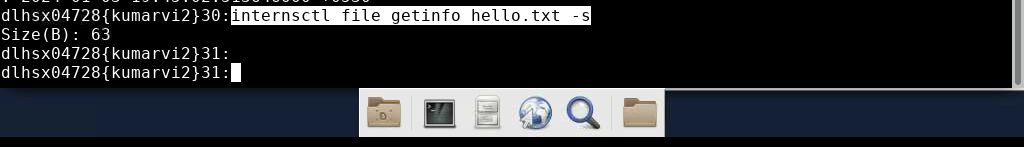 dlhsx04728{kumarvi2}30:internsctl file getinfo hello.txt -s
Size(B): 63
dlhsx04728{kumarvi2}31:
dlhsx04728{kumarvi2}31: